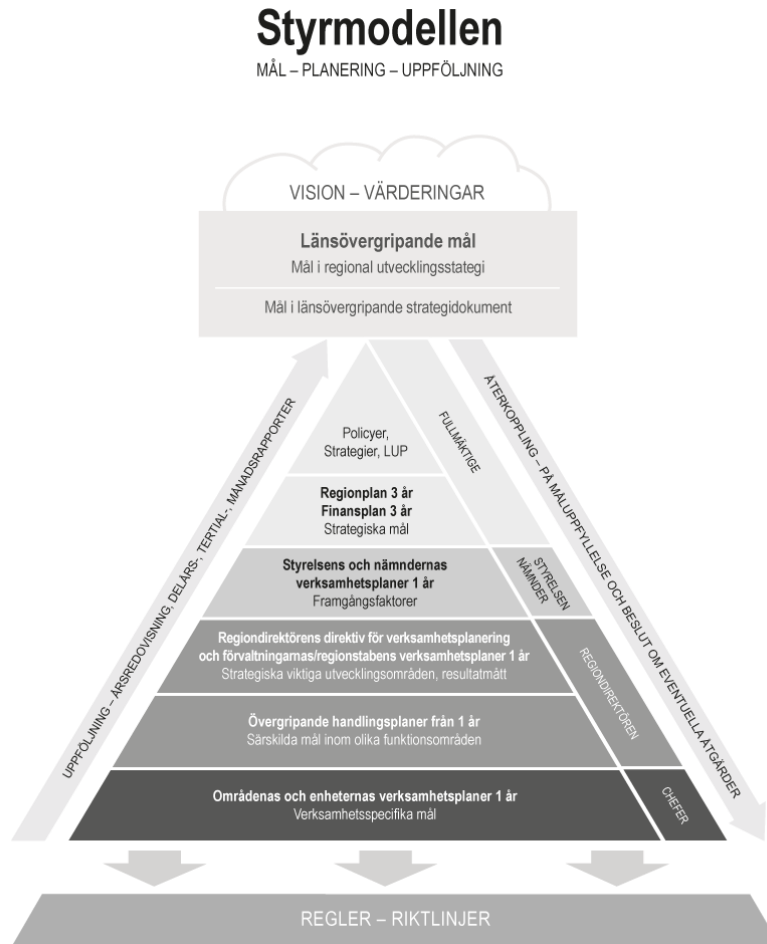 Styrmodellen
MÅL – PLANERING – UPPFÖLJNING
VISION – VÄRDERINGAR
Länsövergripande mål
Mål i regional utvecklingsstategi
Mål i länsövergripande strategidokument
UPPFÖLJNING – ÅRSREDOVISNING, DELÅRS-, TERTIAL-, MÅNADSRAPPORTER
ÅTERKOPPLING – PÅ MÅLUPPFYLLELSE OCH BESLUT OM EVENTUELLA ÅTGÄRDER
Policyer,
Strategier, LUP
FULLMÄKTIGE
Regionplan 3 år
Finansplan 3 år
Strategiska mål
Styrelsens och nämndernas
verksamhetsplaner 1 år
Framgångsfaktorer
STYRELSEN
NÄMNDER
Regiondirektörens direktiv för verksamhetsplanering
och förvaltningarnas/regionstabens verksamhetsplaner 1 år
Strategiska viktiga utvecklingsområden, resultatmått
REGIONDIREKTÖREN
Övergripande handlingsplaner från 1 år
Särskilda mål inom olika funktionsområden
Områdenas och enheternas verksamhetsplaner 1 år
Verksamhetsspecifika mål
CHEFER
REGLER – RIKTLINJER